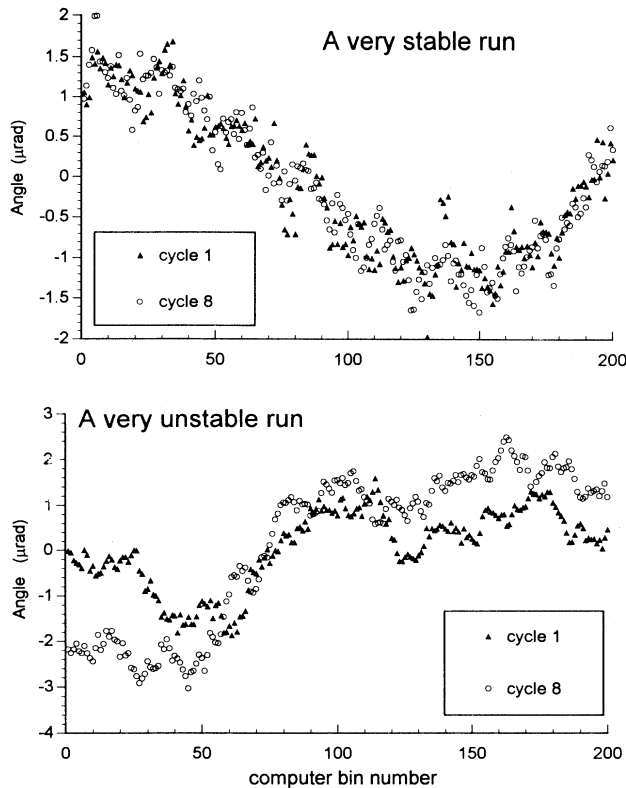 A very stable run
2
1.5
1
0.5
0
-0.5
-1
-1.5
-2
Angle (μrad)
▲ cycle 1
○ cycle 8
0 50 100 150 200
A very unstable run
3
2
1
0
-1
-2
-3
-4
Angle (μrad)
▲ cycle 1
○ cycle 8
0 50 100 150 200
computer bin number